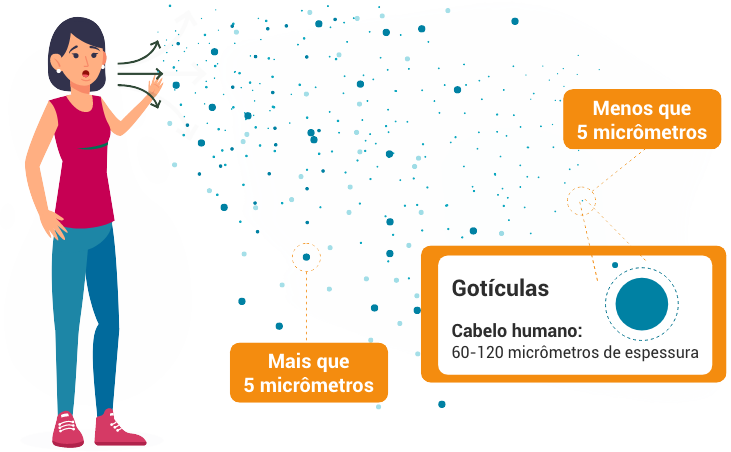 Menos que
5 micrômetros
Gotículas
Cabelo humano:
60-120 micrômetros de espessura
Mais que
5 micrômetros